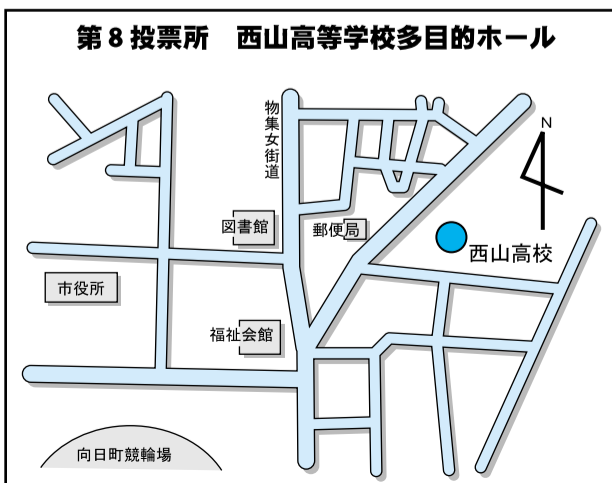 第8投票所　西山高等学校多目的ホール
物集女街道
N
図書館
郵便局
西山高校
市役所
福祉会館
向日町競輪場